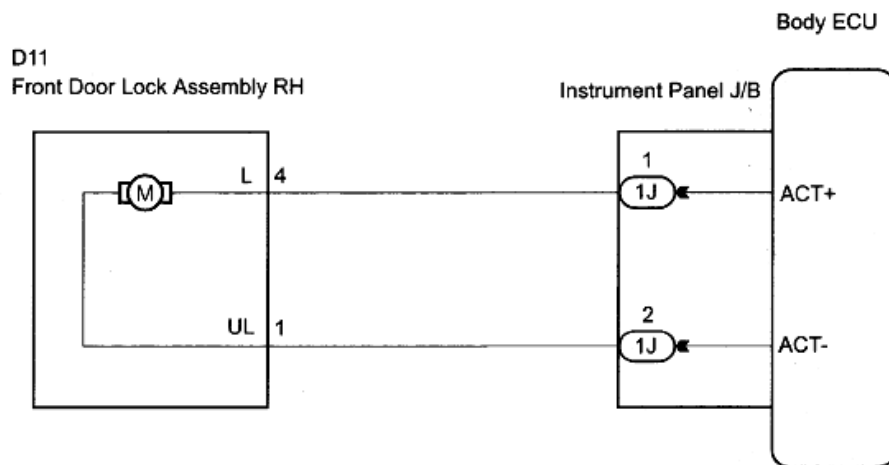 Body ECU
D11
Front Door Lock Assembly RH
Instrument Panel J/B
M
L 4
1
1J
ACT+
UL 1
2
1J
ACT-